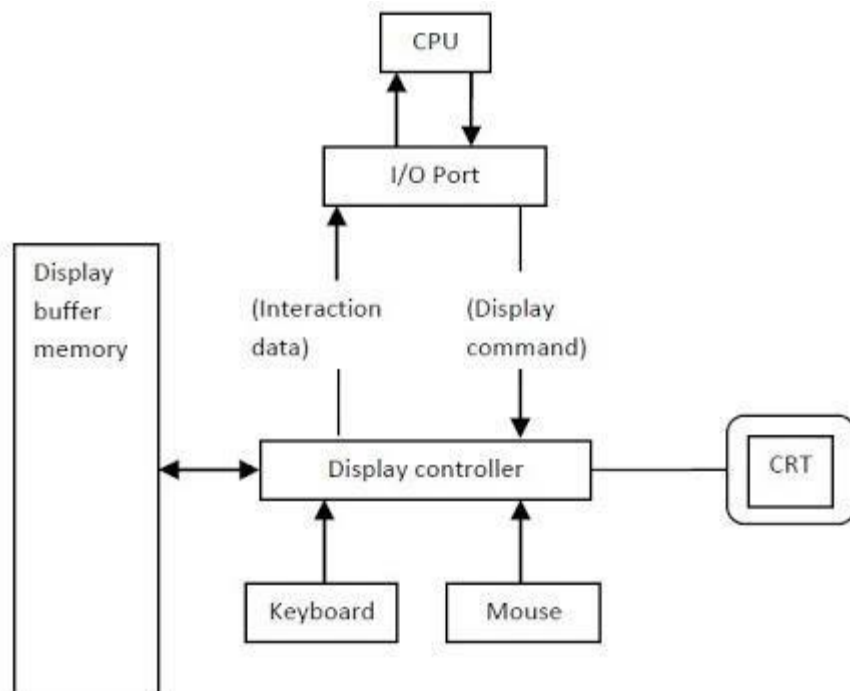 CPU
I/O Port
Display
buffer
memory
(Interaction
data)
(Display
command)
Display controller
CRT
Keyboard
Mouse